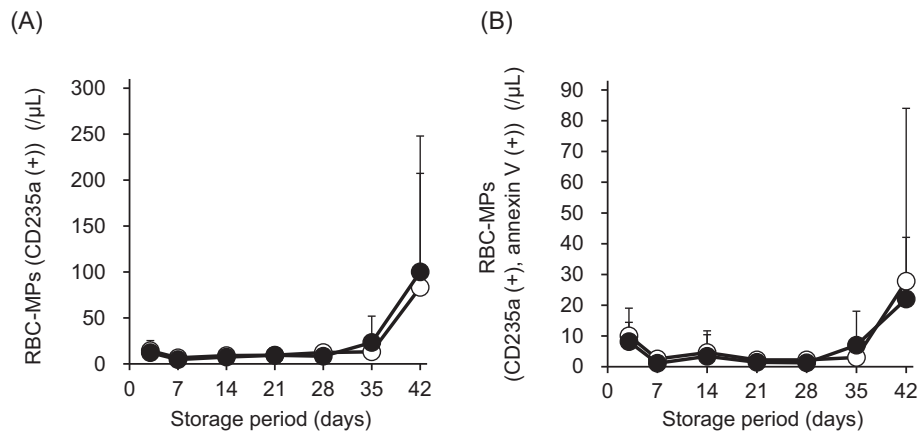 (A)
RBC-MPs (CD235a (+)) (/μL)
300
250
200
150
100
50
0
0 7 14 21 28 35 42
Storage period (days)
(B)
RBC-MPs
(CD235a (+), annexin V (+)) (/μL)
90
80
70
60
50
40
30
20
10
0
0 7 14 21 28 35 42
Storage period (days)